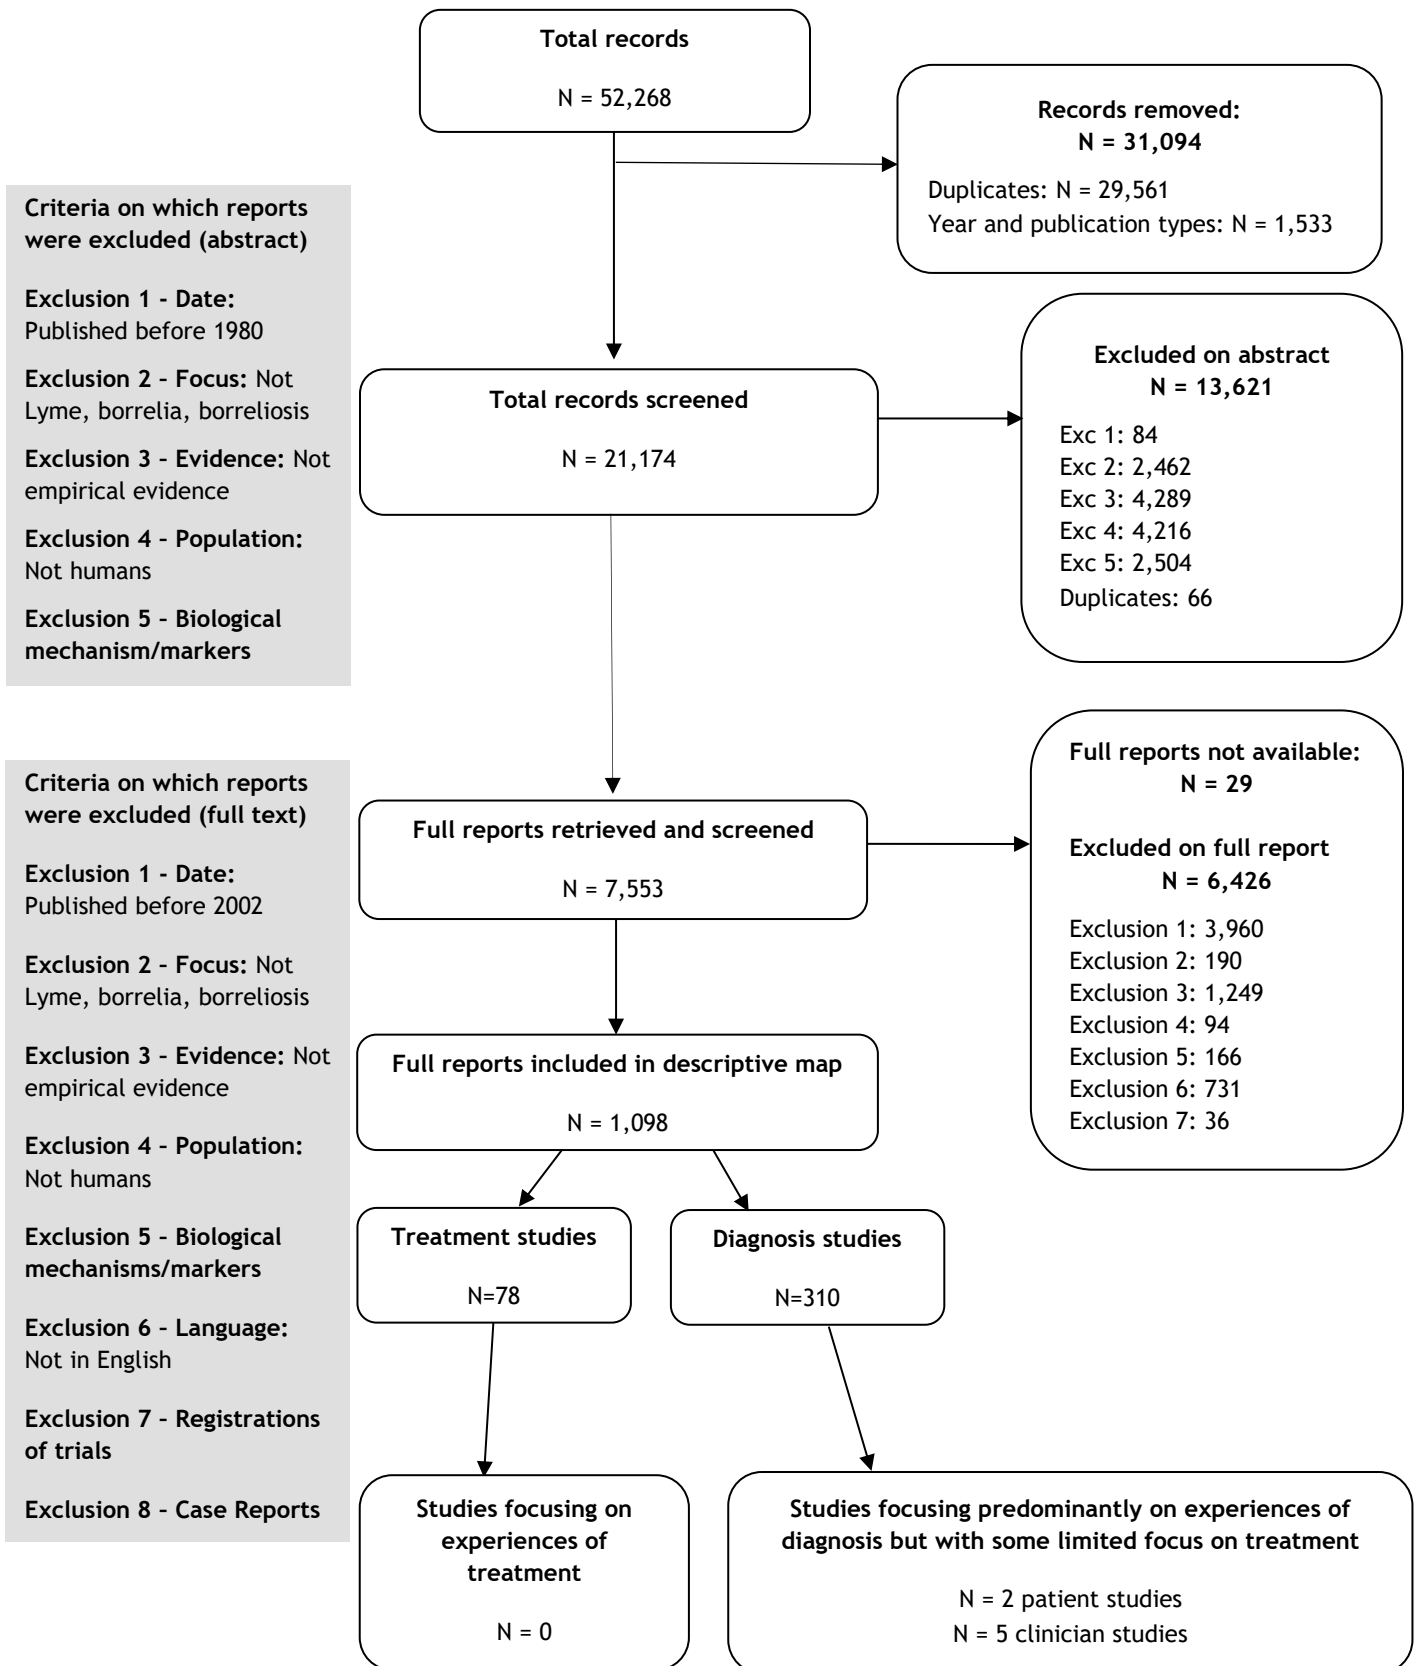 Total records
N = 52,268
Records removed:
N = 31,094
Duplicates: N = 29,561
Year and publication types: N = 1,533
Criteria on which reports
were excluded (abstract)
Exclusion 1 - Date:
Published before 1980
Exclusion 2 – Focus: Not
Lyme, borrelia, borreliosis
Exclusion 3 – Evidence: Not
empirical evidence
Exclusion 4 – Population:
Not humans
Exclusion 5 – Biological
mechanism/markers
Total records screened
N = 21,174
Excluded on abstract
N = 13,621
Exc 1: 84
Exc 2: 2,462
Exc 3: 4,289
Exc 4: 4,216
Exc 5: 2,504
Duplicates: 66
Criteria on which reports
were excluded (full text)
Exclusion 1 - Date:
Published before 2002
Exclusion 2 – Focus: Not
Lyme, borrelia, borreliosis
Exclusion 3 – Evidence: Not
empirical evidence
Exclusion 4 – Population:
Not humans
Exclusion 5 – Biological
mechanisms/markers
Exclusion 6 – Language:
Not in English
Exclusion 7 – Registrations
of trials
Exclusion 8 – Case Reports
Full reports retrieved and screened
N = 7,553
Full reports not available:
N = 29
Excluded on full report
N = 6,426
Exclusion 1: 3,960
Exclusion 2: 190
Exclusion 3: 1,249
Exclusion 4: 94
Exclusion 5: 166
Exclusion 6: 731
Exclusion 7: 36
Full reports included in descriptive map
N = 1,098
Treatment studies
N=78
Diagnosis studies
N=310
Studies focusing on
experiences of
treatment
N = 0
Studies focusing predominantly on experiences of
diagnosis but with some limited focus on treatment
N = 2 patient studies
N = 5 clinician studies